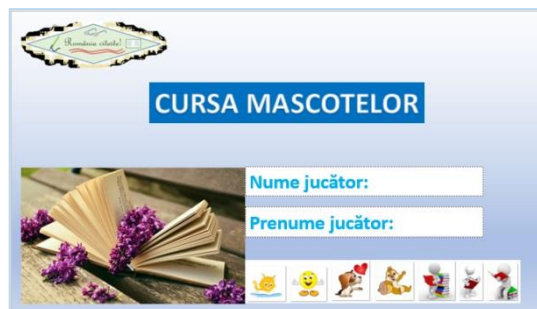 România citește!
CURSA MASCOTELOR
Nume jucător:
Prenume jucător: